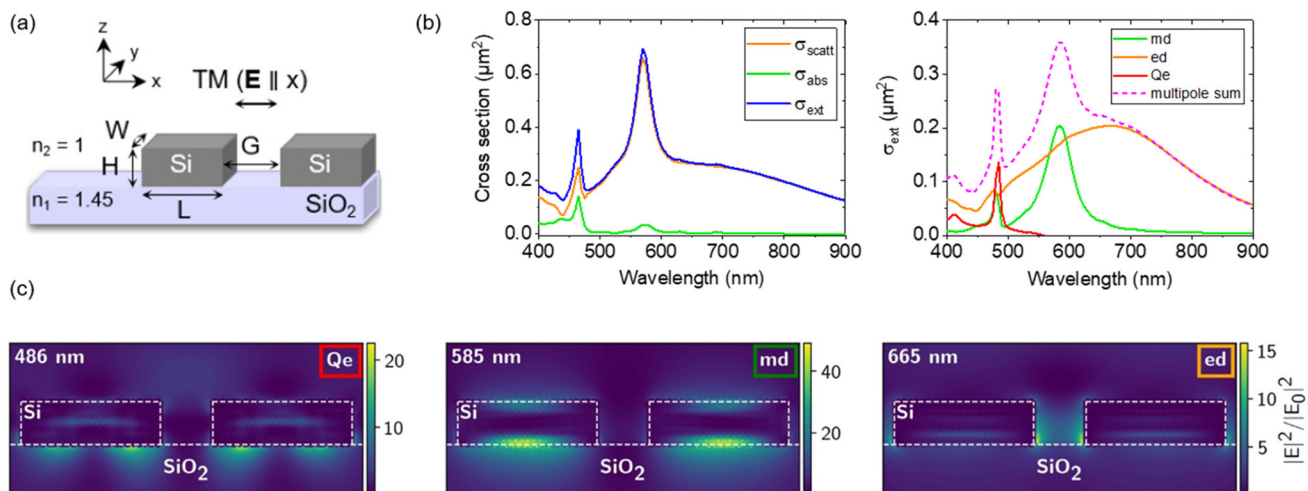 (a)
z
y
x
TM (E ∥ x)
W
n₂ = 1
H
Si
G
Si
n₁ = 1.45
L
SiO₂
(b)
Cross section (µm²)
0.8
0.6
0.4
0.2
0.0
400 500 600 700 800 900
Wavelength (nm)
σscatt
σabs
σext
σext (µm²)
0.4
0.3
0.2
0.1
0.0
400 500 600 700 800 900
Wavelength (nm)
md
ed
Qe
multipole sum
(c)
486 nm
Qe
Si
SiO₂
20
10
585 nm
md
Si
SiO₂
40
20
665 nm
ed
Si
SiO₂
15
10
5
|E|²/|E₀|²